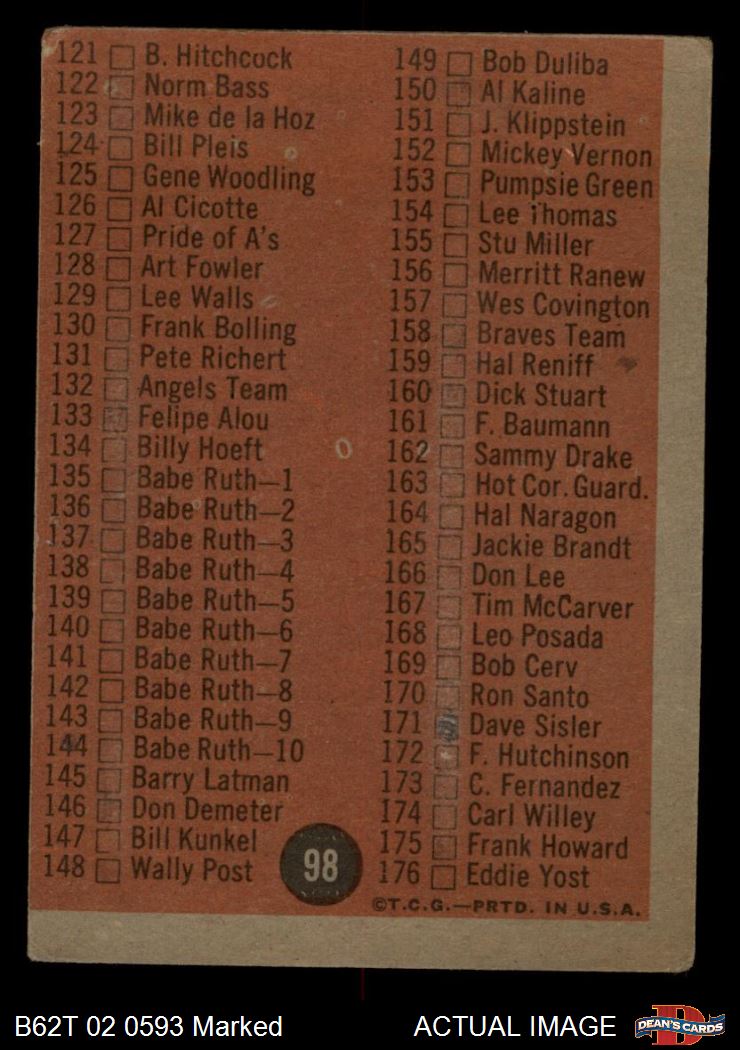 121 B. Hitchcock
122 Norm Bass
123 Mike de la Hoz
124 Bill Pleis
125 Gene Woodling
126 Al Cicotte
127 Pride of A's
128 Art Fowler
129 Lee Walls
130 Frank Bolling
131 Pete Richert
132 Angels Team
133 Felipe Alou
134 Billy Hoeft
135 Babe Ruth—1
136 Babe Ruth—2
137 Babe Ruth—3
138 Babe Ruth—4
139 Babe Ruth—5
140 Babe Ruth—6
141 Babe Ruth—7
142 Babe Ruth—8
143 Babe Ruth—9
144 Babe Ruth—10
145 Barry Latman
146 Don Demeter
147 Bill Kunkel
148 Wally Post
98
149 Bob Duliba
150 Al Kaline
151 J. Klippstein
152 Mickey Vernon
153 Pumpsie Green
154 Lee Thomas
155 Stu Miller
156 Merritt Ranew
157 Wes Covington
158 Braves Team
159 Hal Reniff
160 Dick Stuart
161 F. Baumann
162 Sammy Drake
163 Hot Cor. Guard.
164 Hal Naragon
165 Jackie Brandt
166 Don Lee
167 Tim McCarver
168 Leo Posada
169 Bob Cerv
170 Ron Santo
171 Dave Sisler
172 F. Hutchinson
173 C. Fernandez
174 Carl Willey
175 Frank Howard
176 Eddie Yost
©T.C.G.—PRTD. IN U.S.A.
B62T 02 0593 Marked
ACTUAL IMAGE
DEAN'S CARDS